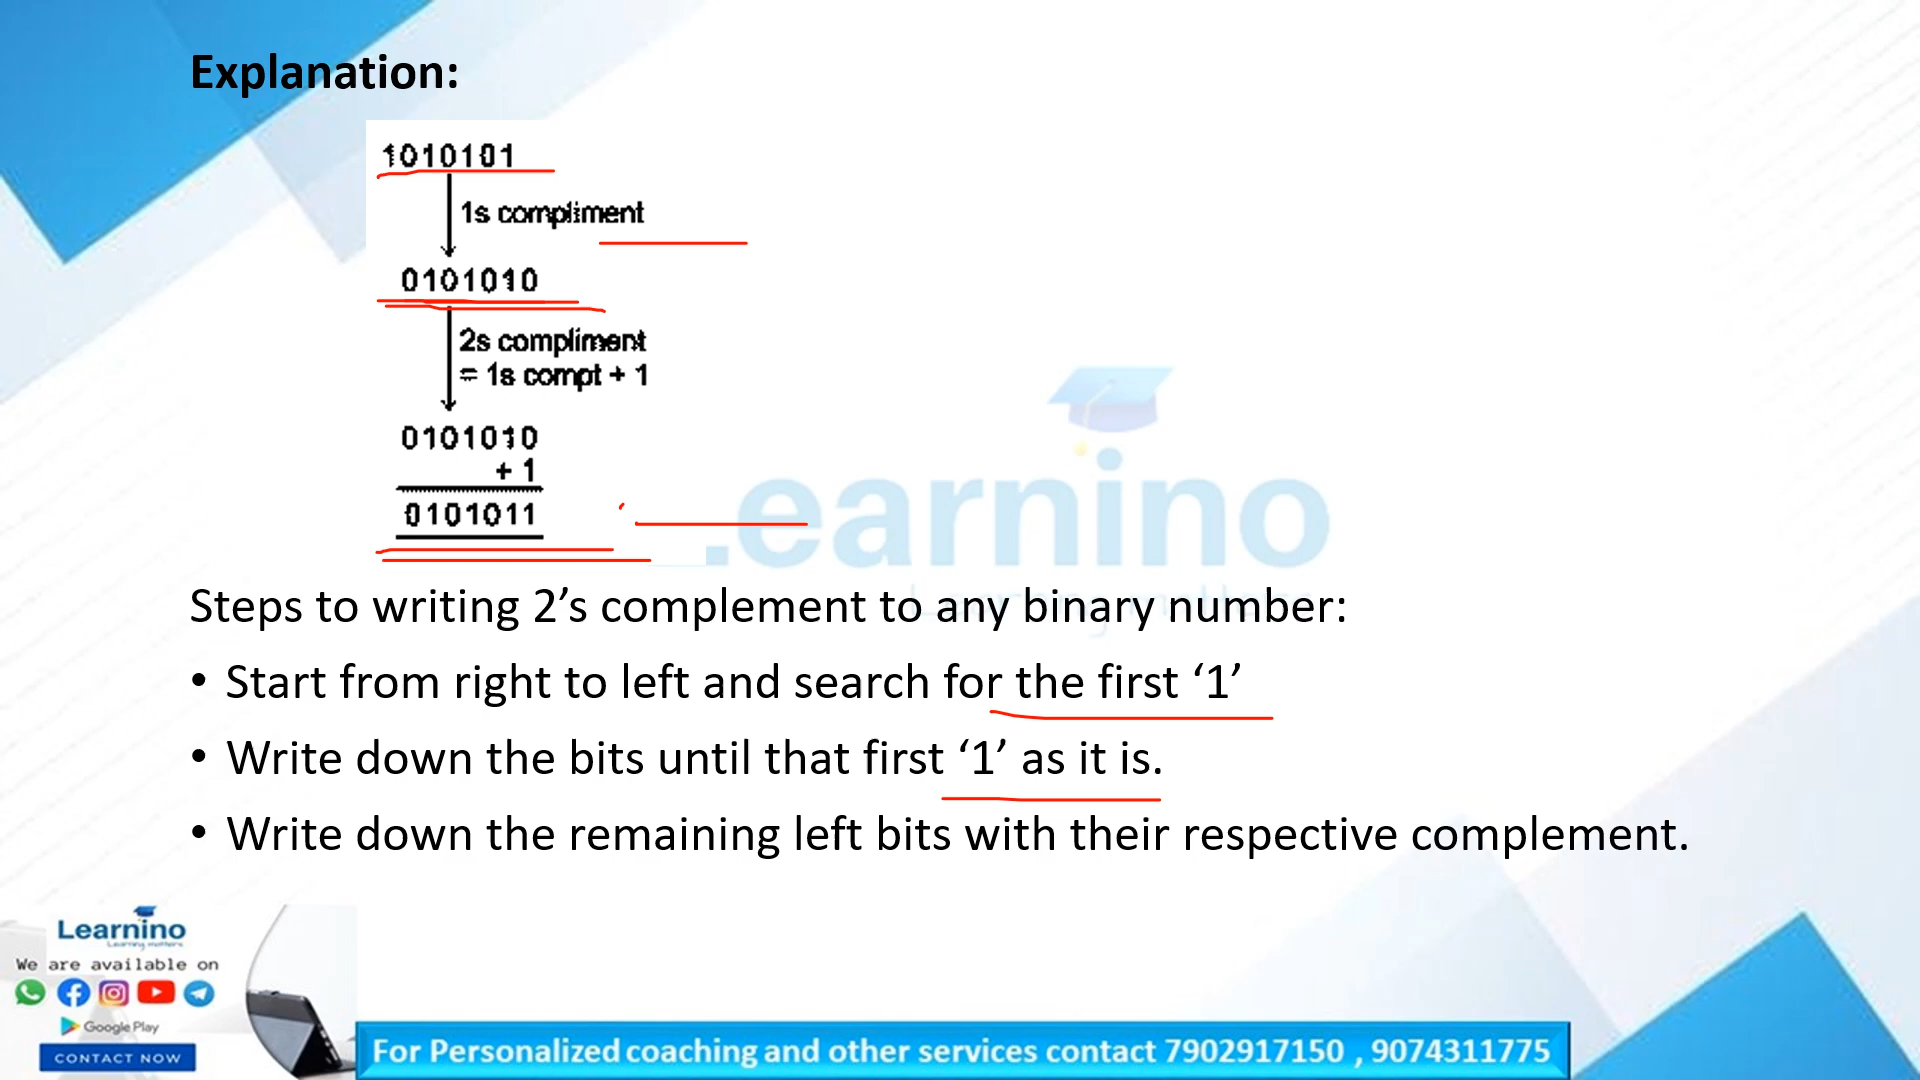 Explanation:
1010101
1s compliment
0101010
2s compliment
= 1s compt + 1
0101010
+ 1
0101011
.earnino
Steps to writing 2’s complement to any binary number:
• Start from right to left and search for the first ‘1’
• Write down the bits until that first ‘1’ as it is.
• Write down the remaining left bits with their respective complement.
Learnino
Learning matters
We are available on
Google Play
CONTACT NOW
For Personalized coaching and other services contact 7902917150 , 9074311775